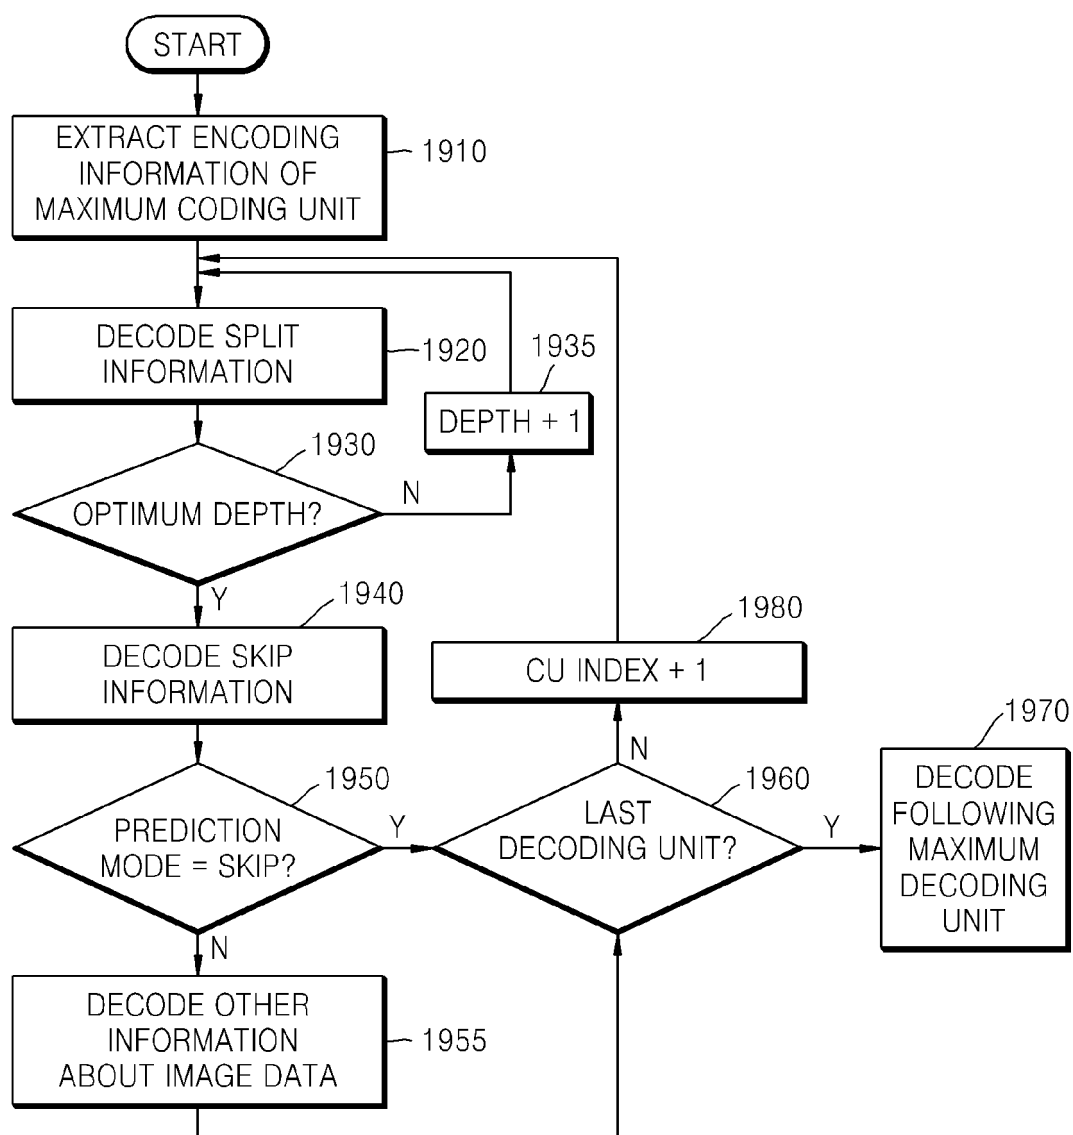 START
EXTRACT ENCODING
INFORMATION OF
MAXIMUM CODING UNIT
1910
DECODE SPLIT
INFORMATION
1920
1935
DEPTH + 1
1930
OPTIMUM DEPTH?
N
Y
1940
DECODE SKIP
INFORMATION
1980
CU INDEX + 1
N
1950
PREDICTION
MODE = SKIP?
Y
N
1960
LAST
DECODING UNIT?
Y
1970
DECODE
FOLLOWING
MAXIMUM
DECODING
UNIT
DECODE OTHER
INFORMATION
ABOUT IMAGE DATA
1955